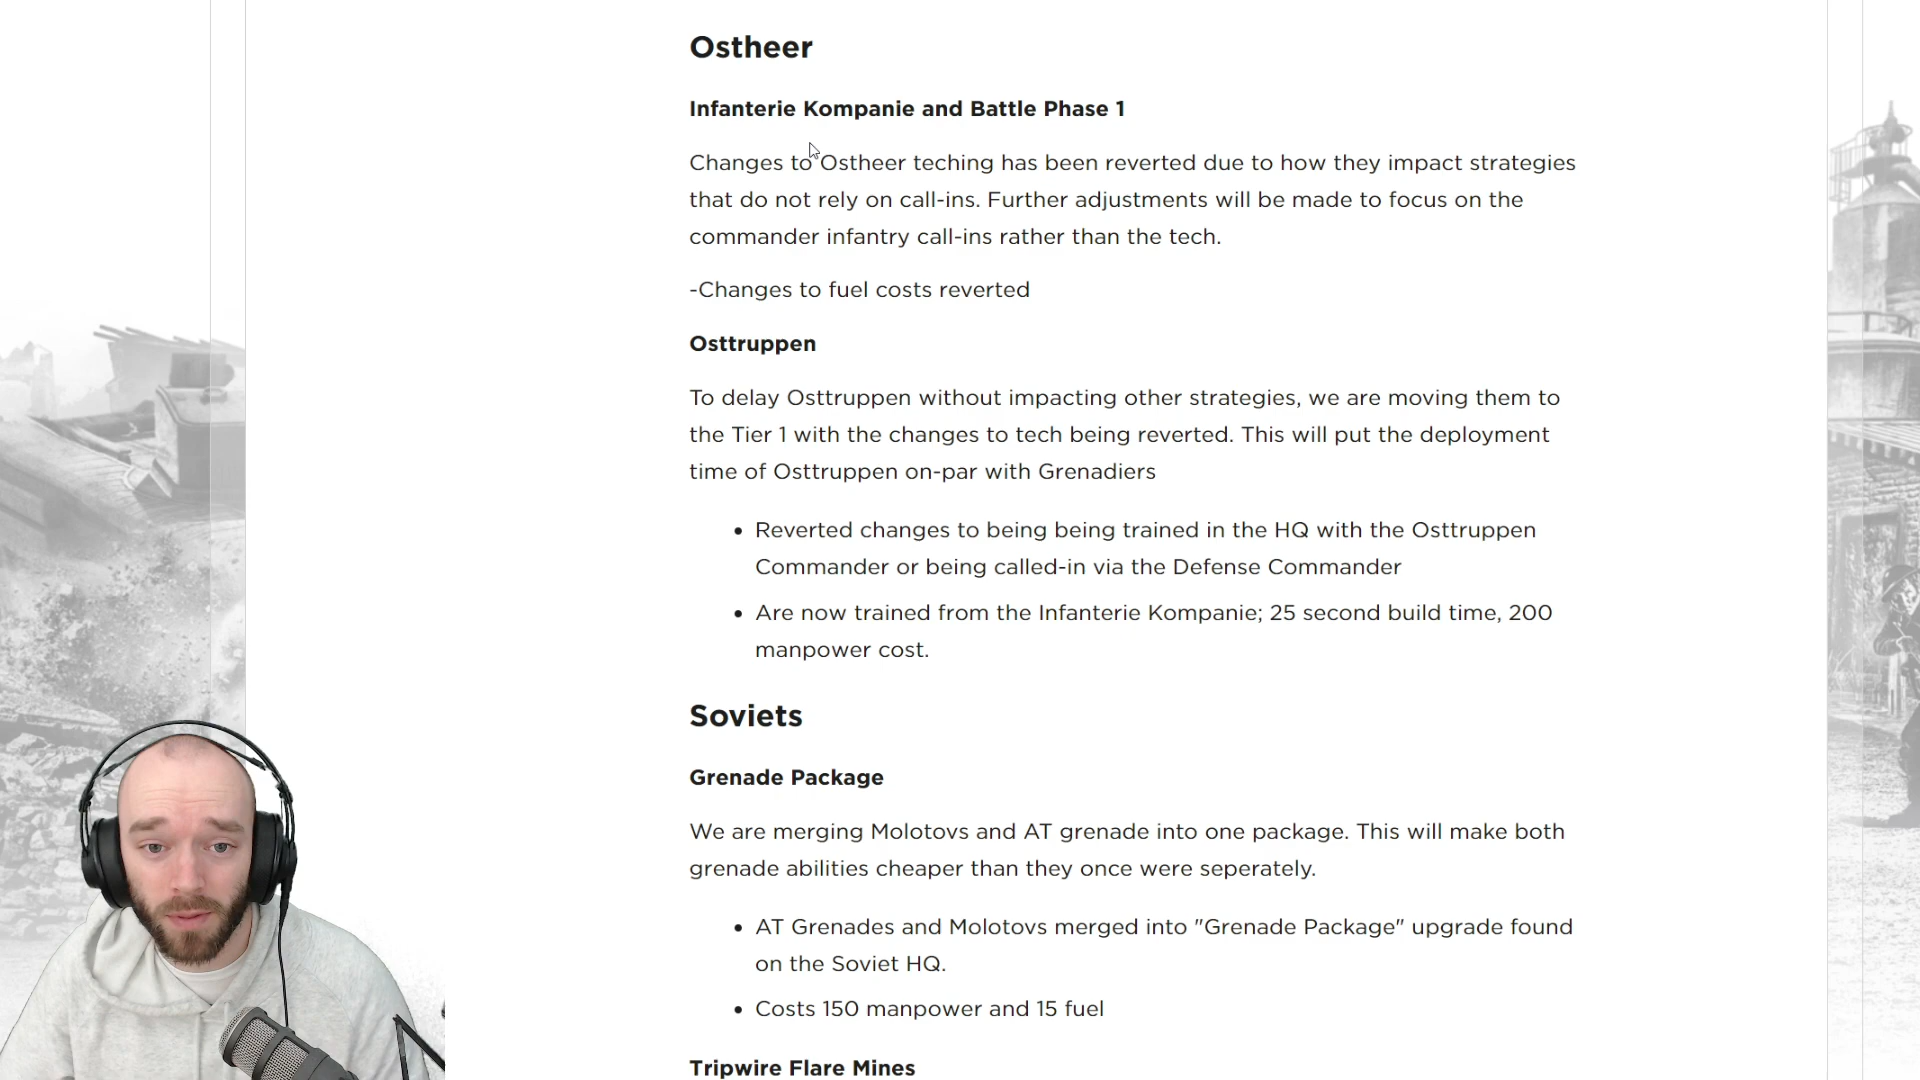 Ostheer
Infanterie Kompanie and Battle Phase 1
Changes to Ostheer teching has been reverted due to how they impact strategies
that do not rely on call-ins. Further adjustments will be made to focus on the
commander infantry call-ins rather than the tech.
-Changes to fuel costs reverted
Osttruppen
To delay Osttruppen without impacting other strategies, we are moving them to
the Tier 1 with the changes to tech being reverted. This will put the deployment
time of Osttruppen on-par with Grenadiers
• Reverted changes to being being trained in the HQ with the Osttruppen
Commander or being called-in via the Defense Commander
• Are now trained from the Infanterie Kompanie; 25 second build time, 200
manpower cost.
Soviets
Grenade Package
We are merging Molotovs and AT grenade into one package. This will make both
grenade abilities cheaper than they once were seperately.
• AT Grenades and Molotovs merged into "Grenade Package" upgrade found
on the Soviet HQ.
• Costs 150 manpower and 15 fuel
Tripwire Flare Mines